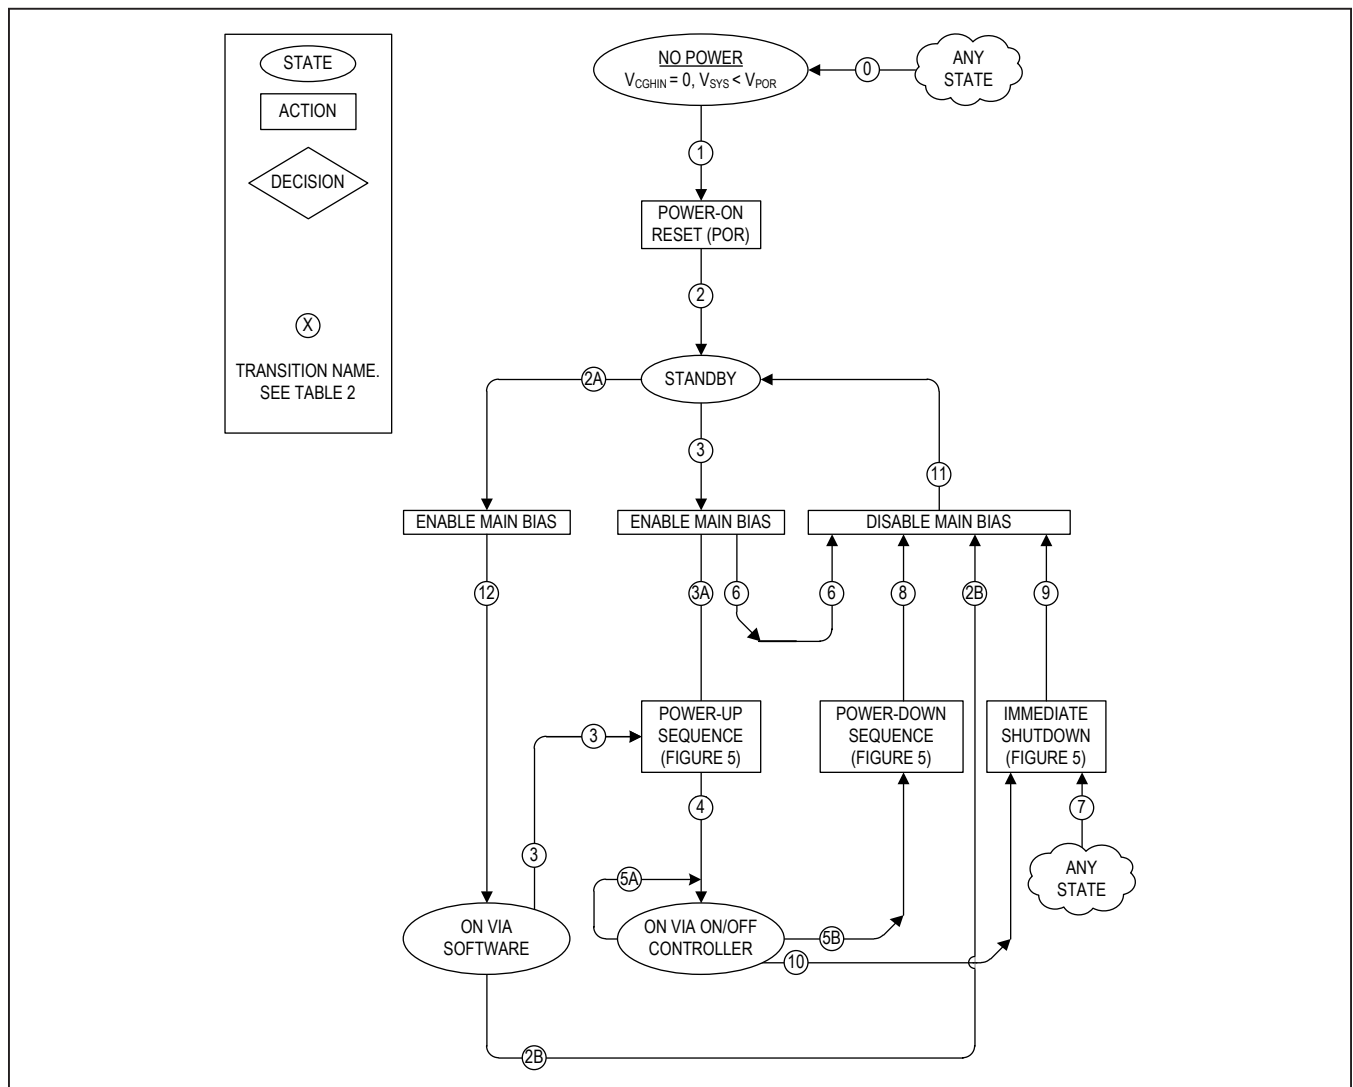 STATE
ACTION
DECISION
X
TRANSITION NAME.
SEE TABLE 2
NO POWER
VCGHIN = 0, VSYS < VPOR
0
ANY
STATE
1
POWER-ON
RESET (POR)
2
2A
STANDBY
3
11
ENABLE MAIN BIAS
ENABLE MAIN BIAS
DISABLE MAIN BIAS
12
3A
6
6
8
2B
9
3
POWER-UP
SEQUENCE
(FIGURE 5)
POWER-DOWN
SEQUENCE
(FIGURE 5)
IMMEDIATE
SHUTDOWN
(FIGURE 5)
4
7
3
5A
ANY
STATE
ON VIA
SOFTWARE
ON VIA ON/OFF
CONTROLLER
5B
10
2B